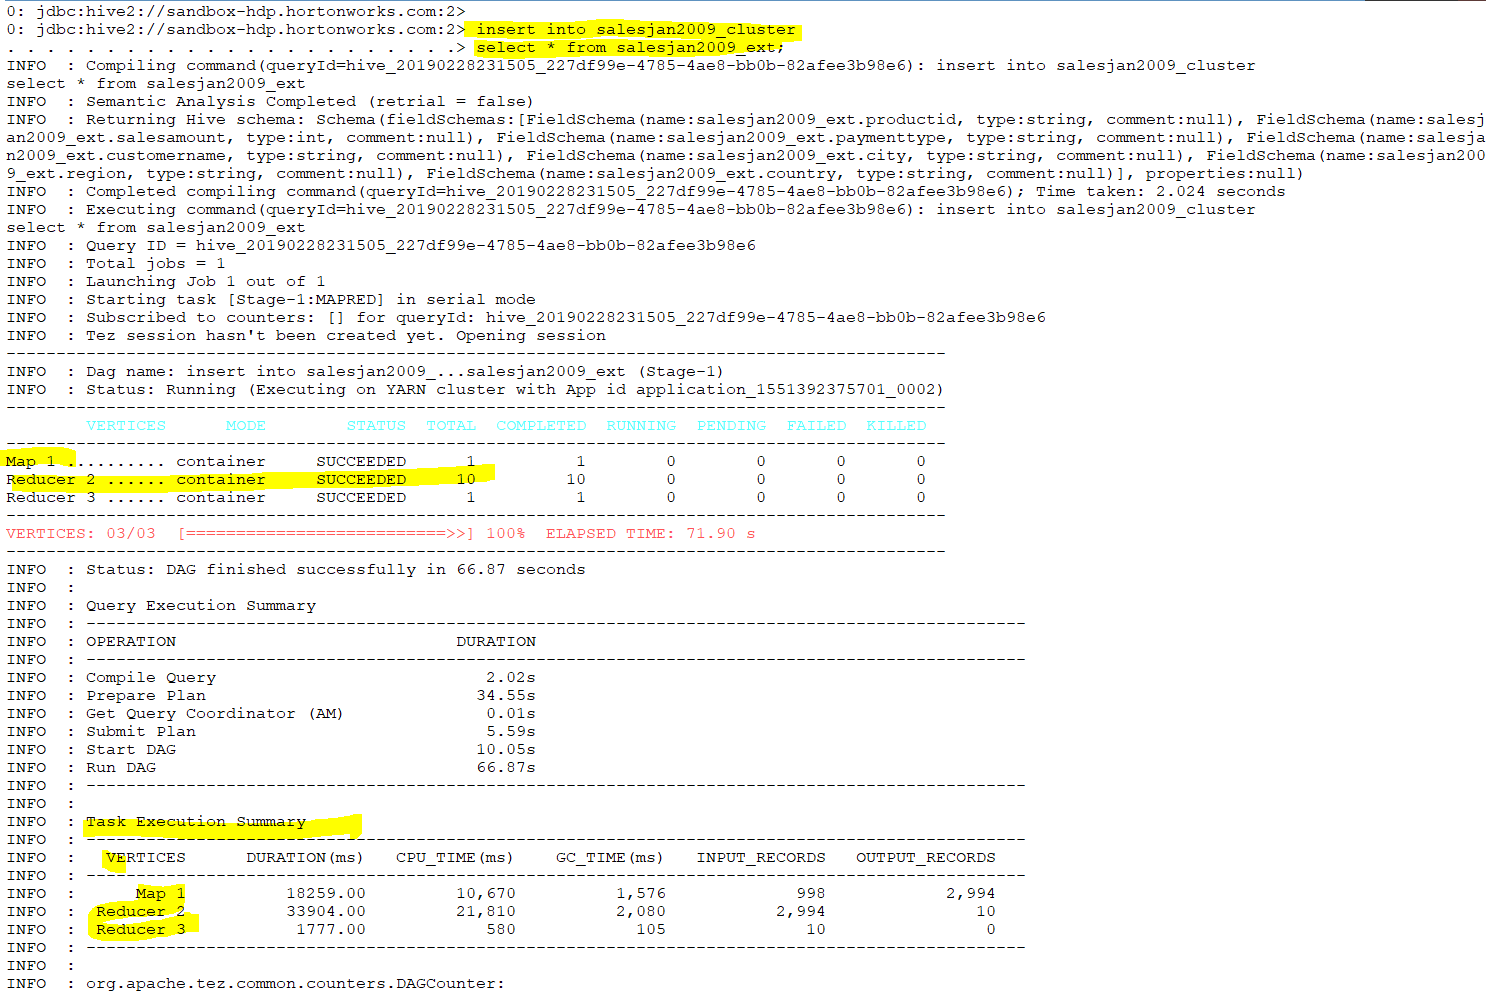 0: jdbc:hive2://sandbox-hdp.hortonworks.com:2>
0: jdbc:hive2://sandbox-hdp.hortonworks.com:2> insert into salesjan2009_cluster
. . . . . . . . . . . . . . . . . . . . . . .> select * from salesjan2009_ext;
INFO  : Compiling command(queryId=hive_20190228231505_227df99e-4785-4ae8-bb0b-82afee3b98e6): insert into salesjan2009_cluster
select * from salesjan2009_ext
INFO  : Semantic Analysis Completed (retrial = false)
INFO  : Returning Hive schema: Schema(fieldSchemas:[FieldSchema(name:salesjan2009_ext.productid, type:string, comment:null), FieldSchema(name:salesj
an2009_ext.salesamount, type:int, comment:null), FieldSchema(name:salesjan2009_ext.paymenttype, type:string, comment:null), FieldSchema(name:salesja
n2009_ext.customername, type:string, comment:null), FieldSchema(name:salesjan2009_ext.city, type:string, comment:null), FieldSchema(name:salesjan200
9_ext.region, type:string, comment:null), FieldSchema(name:salesjan2009_ext.country, type:string, comment:null)], properties:null)
INFO  : Completed compiling command(queryId=hive_20190228231505_227df99e-4785-4ae8-bb0b-82afee3b98e6); Time taken: 2.024 seconds
INFO  : Executing command(queryId=hive_20190228231505_227df99e-4785-4ae8-bb0b-82afee3b98e6): insert into salesjan2009_cluster
select * from salesjan2009_ext
INFO  : Query ID = hive_20190228231505_227df99e-4785-4ae8-bb0b-82afee3b98e6
INFO  : Total jobs = 1
INFO  : Launching Job 1 out of 1
INFO  : Starting task [Stage-1:MAPRED] in serial mode
INFO  : Subscribed to counters: [] for queryId: hive_20190228231505_227df99e-4785-4ae8-bb0b-82afee3b98e6
INFO  : Tez session hasn't been created yet. Opening session
----------------------------------------------------------------------------------------------
INFO  : Dag name: insert into salesjan2009_...salesjan2009_ext (Stage-1)
INFO  : Status: Running (Executing on YARN cluster with App id application_1551392375701_0002)
----------------------------------------------------------------------------------------------
        VERTICES      MODE        STATUS  TOTAL  COMPLETED  RUNNING  PENDING  FAILED  KILLED
----------------------------------------------------------------------------------------------
Map 1 .......... container     SUCCEEDED      1          1        0        0       0       0
Reducer 2 ...... container     SUCCEEDED     10         10        0        0       0       0
Reducer 3 ...... container     SUCCEEDED      1          1        0        0       0       0
----------------------------------------------------------------------------------------------
VERTICES: 03/03  [==========================>>] 100%  ELAPSED TIME: 71.90 s
----------------------------------------------------------------------------------------------
INFO  : Status: DAG finished successfully in 66.87 seconds
INFO  :
INFO  : Query Execution Summary
INFO  : ----------------------------------------------------------------------------------------------
INFO  : OPERATION                            DURATION
INFO  : ----------------------------------------------------------------------------------------------
INFO  : Compile Query                           2.02s
INFO  : Prepare Plan                           34.55s
INFO  : Get Query Coordinator (AM)              0.01s
INFO  : Submit Plan                             5.59s
INFO  : Start DAG                              10.05s
INFO  : Run DAG                                66.87s
INFO  : ----------------------------------------------------------------------------------------------
INFO  :
INFO  : Task Execution Summary
INFO  : ----------------------------------------------------------------------------------------------
INFO  :   VERTICES      DURATION(ms)   CPU_TIME(ms)    GC_TIME(ms)   INPUT_RECORDS   OUTPUT_RECORDS
INFO  : ----------------------------------------------------------------------------------------------
INFO  :      Map 1          18259.00         10,670          1,576             998            2,994
INFO  :  Reducer 2          33904.00         21,810          2,080           2,994               10
INFO  :  Reducer 3           1777.00            580            105              10                0
INFO  : ----------------------------------------------------------------------------------------------
INFO  :
INFO  : org.apache.tez.common.counters.DAGCounter: